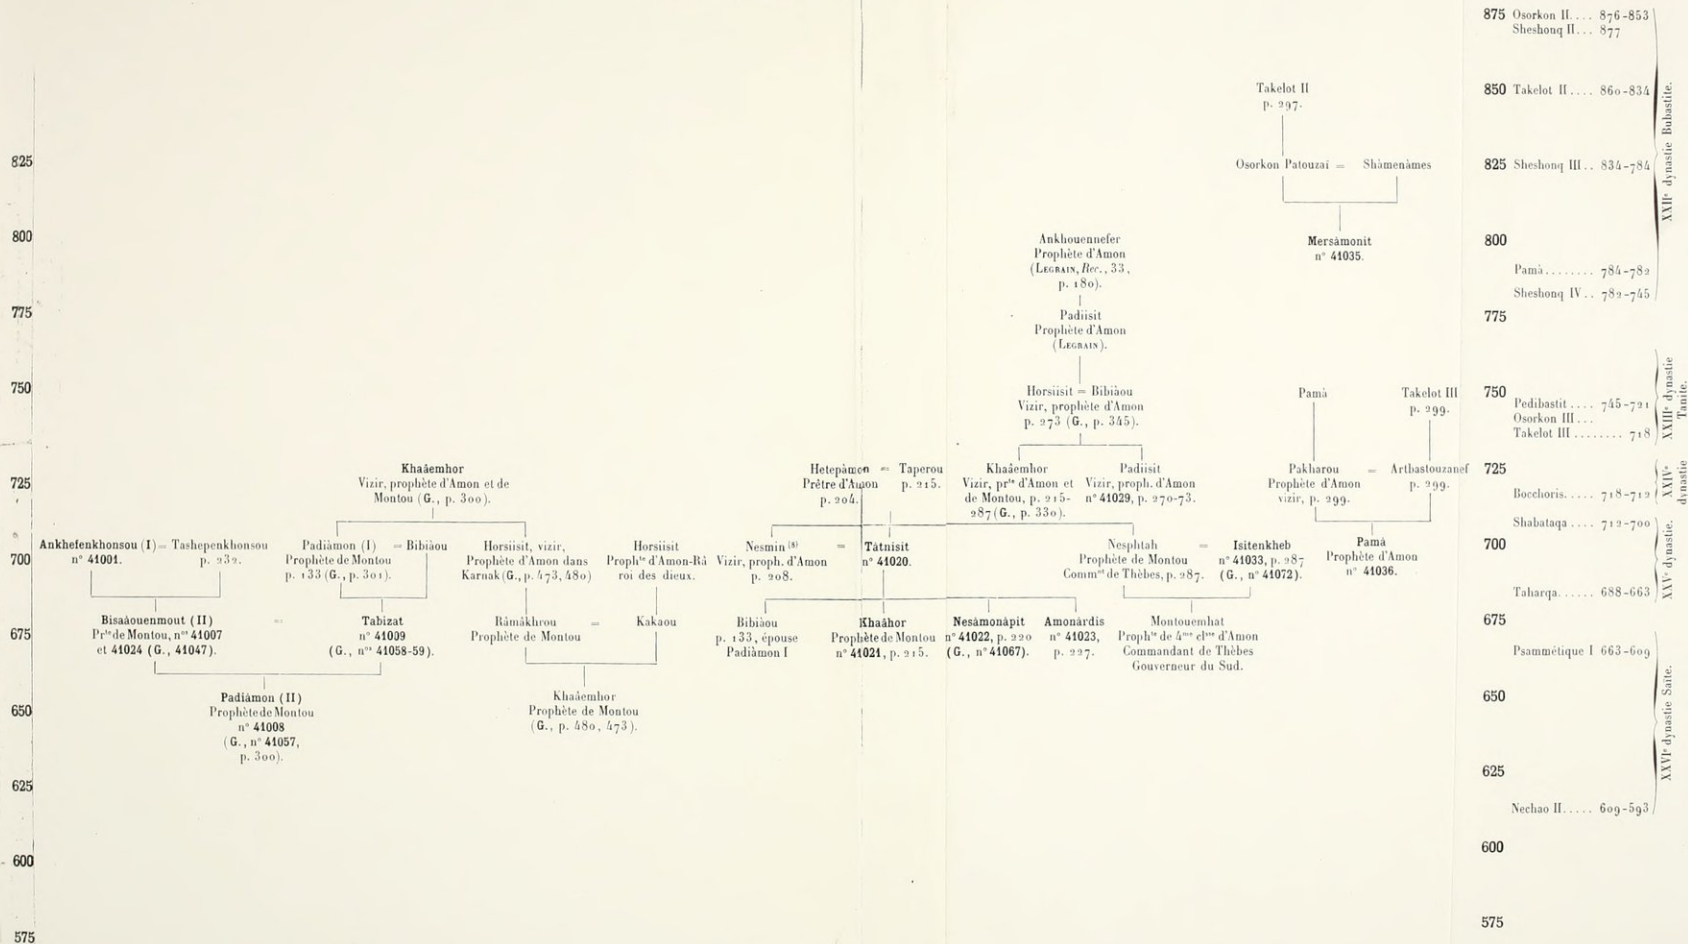 875 Osorkon II.... 876-853
Sheshonq II... 877
850 Takelot II.... 860-834
825 Sheshonq III.. 834-784
800
Pamà........ 784-782
Sheshonq IV.. 782-745
775
750
Pedibastit.... 745-721
Osorkon III...
Takelot III........ 718
725
Bocchoris..... 718-712
Shabataqa.... 712-700
700
Taharqa...... 688-663
675
Psammétique I 663-609
650
625
Nechao II..... 609-593
600
575
XXIIe dynastie Bubastite.
XXIIIe dynastie
Tanite.
XXIVe
dynastie
XXVe dynastie.
XXVIe dynastie Saïte.
825
800
775
750
725
700
675
650
625
600
575
Takelot II
p. 297.
Osorkon Patouzai = Shàmenàmes
Mersàmonit
n° 41035.
Ankhouennefer
Prophète d'Amon
(LEGRAIN, Rec., 33,
p. 180).
Padiisit
Prophète d'Amon
(LEGRAIN).
Horsiisit = Bibiàou
Vizir, prophète d'Amon
p. 273 (G., p. 345).
Pamà
Takelot III
p. 299.
Khaâemhor
Vizir, prophète d'Amon et de
Montou (G., p. 300).
Hetepàmon = Taperou
Prêtre d'Amon p. 215.
p. 204.
Khaâemhor
Vizir, prte d'Amon et
de Montou, p. 215-
287 (G., p. 330).
Padiisit
Vizir, proph. d'Amon
n° 41029, p. 270-73.
Pakharou =
Prophète d'Amon
vizir, p. 299.
Artbastouzanef
p. 299.
Ankhefenkhonsou (I) = Tashepenkhonsou
n° 41001. p. 232.
Padiàmon (I) = Bibiàou
Prophète de Montou
p. 133 (G., p. 301).
Horsiisit, vizir,
Prophète d'Amon dans
Karnak (G., p. 473, 480)
Horsiisit
Prophte d'Amon-Râ
roi des dieux.
Nesmin (8) =
Vizir, proph. d'Amon
p. 208.
Tàtnisit
n° 41020.
Nesphtah =
Prophète de Montou
Commnt de Thèbes, p. 287.
Isitenkheb
n° 41033, p. 287
(G., n° 41072).
Pamà
Prophète d'Amon
n° 41036.
Bisaàouenmout (II) =
Prte de Montou, nos 41007
et 41024 (G., 41047).
Tabizat
n° 41009
(G., nos 41058-59).
Ràmàkhrou =
Prophète de Montou
Kakaou
Bibiàou
p. 133, épouse
Padiàmon I
Khaàhor
Prophète de Montou
n° 41021, p. 215.
Nesàmonàpit
n° 41022, p. 220
(G., n° 41067).
Amonàrdis
n° 41023,
p. 227.
Montouemhat
Prophte de 4me clsse d'Amon
Commandant de Thèbes
Gouverneur du Sud.
Padiàmon (II)
Prophète de Montou
n° 41008
(G., n° 41057,
p. 300).
Khaâemhor
Prophète de Montou
(G., p. 480, 473).